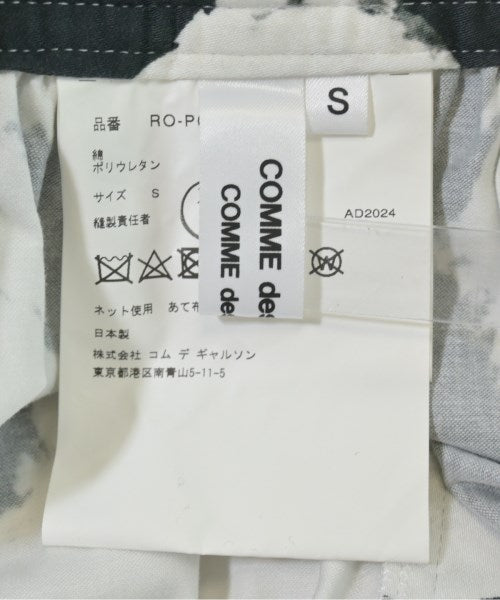 S
品番 RO-P
綿
ポリウレタン
サイズ S
縫製責任者
AD2024
COMME des
COMME des
W
ネット使用 あて布
日本製
株式会社 コム デ ギャルソン
東京都港区南青山5-11-5